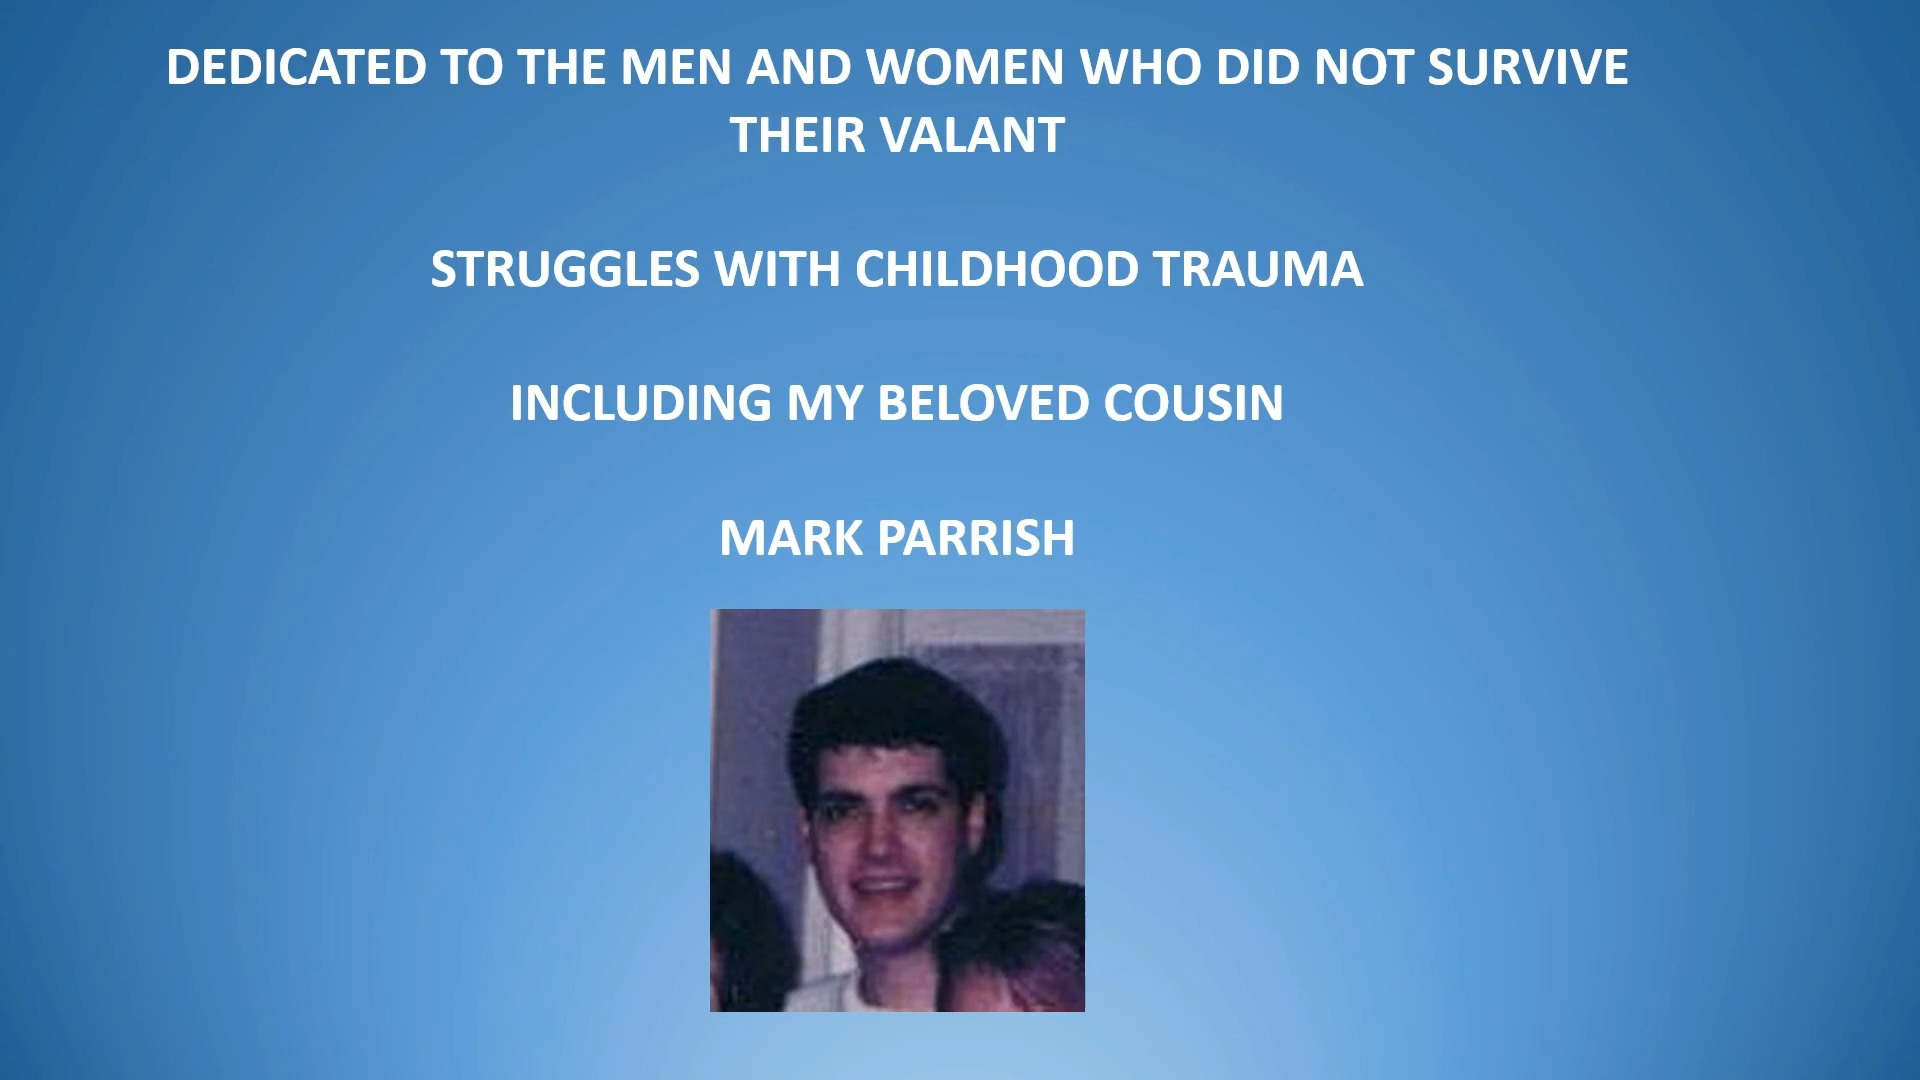 DEDICATED TO THE MEN AND WOMEN WHO DID NOT SURVIVE
THEIR VALANT
STRUGGLES WITH CHILDHOOD TRAUMA
INCLUDING MY BELOVED COUSIN
MARK PARRISH